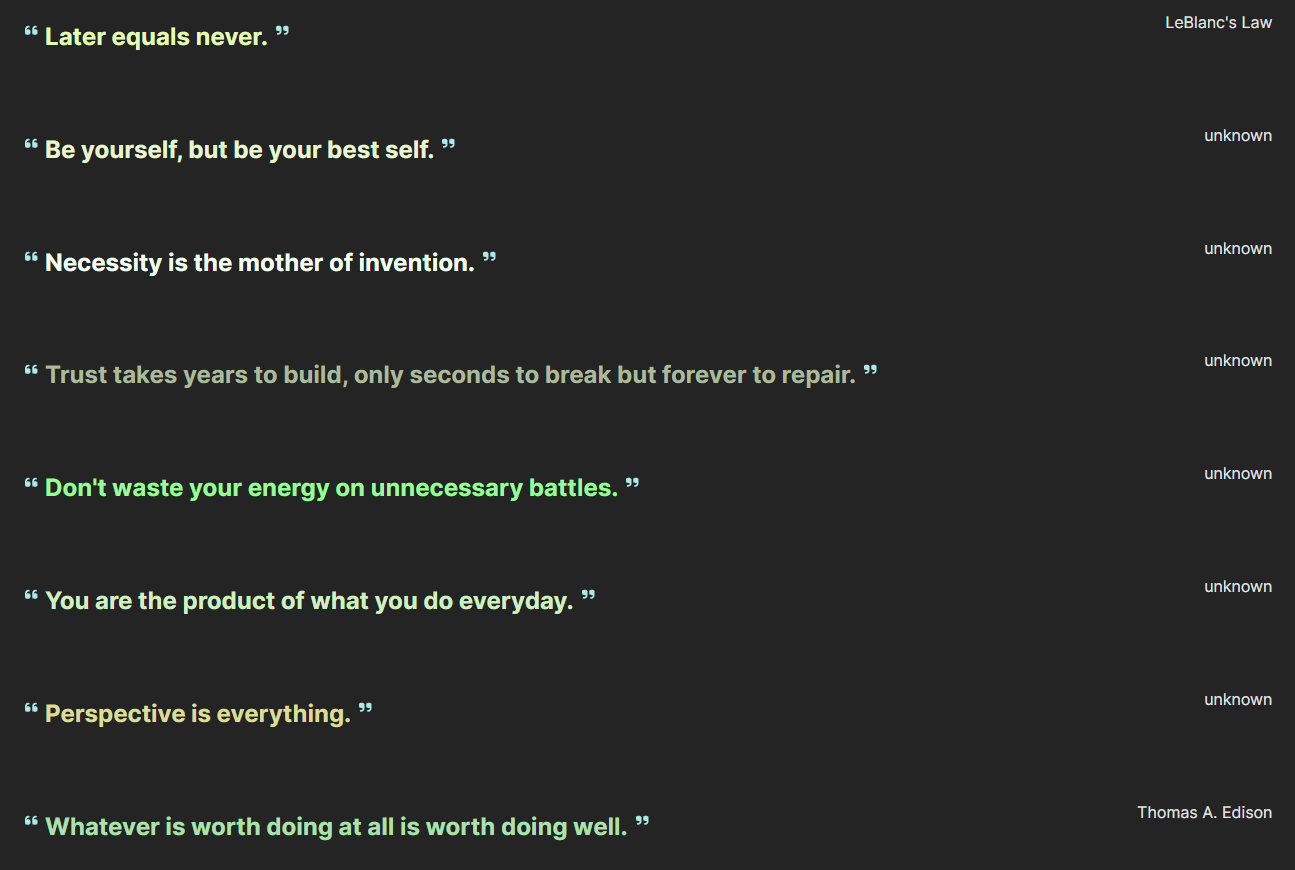 “ Later equals never. ”
LeBlanc's Law
“ Be yourself, but be your best self. ”
unknown
“ Necessity is the mother of invention. ”
unknown
“ Trust takes years to build, only seconds to break but forever to repair. ”
unknown
“ Don't waste your energy on unnecessary battles. ”
unknown
“ You are the product of what you do everyday. ”
unknown
“ Perspective is everything. ”
unknown
“ Whatever is worth doing at all is worth doing well. ”
Thomas A. Edison